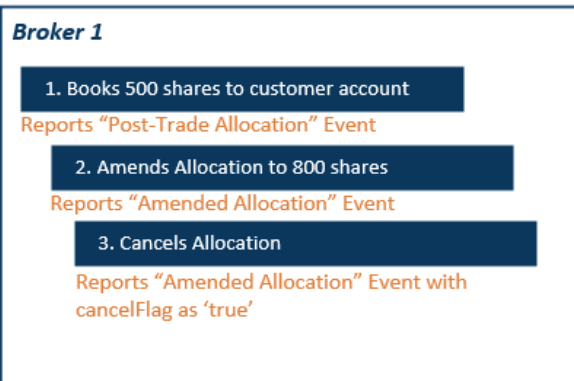 Broker 1
1. Books 500 shares to customer account
Reports “Post-Trade Allocation” Event
2. Amends Allocation to 800 shares
Reports “Amended Allocation” Event
3. Cancels Allocation
Reports “Amended Allocation” Event with
cancelFlag as ‘true’